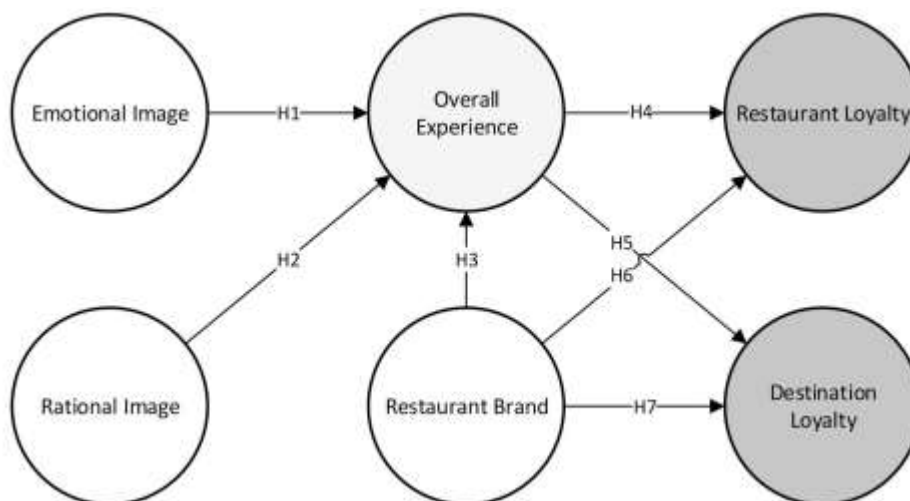 Emotional Image
H1
Overall
Experience
H4
Restaurant Loyalty
H2
H3
H5
H6
Rational Image
Restaurant Brand
H7
Destination
Loyalty